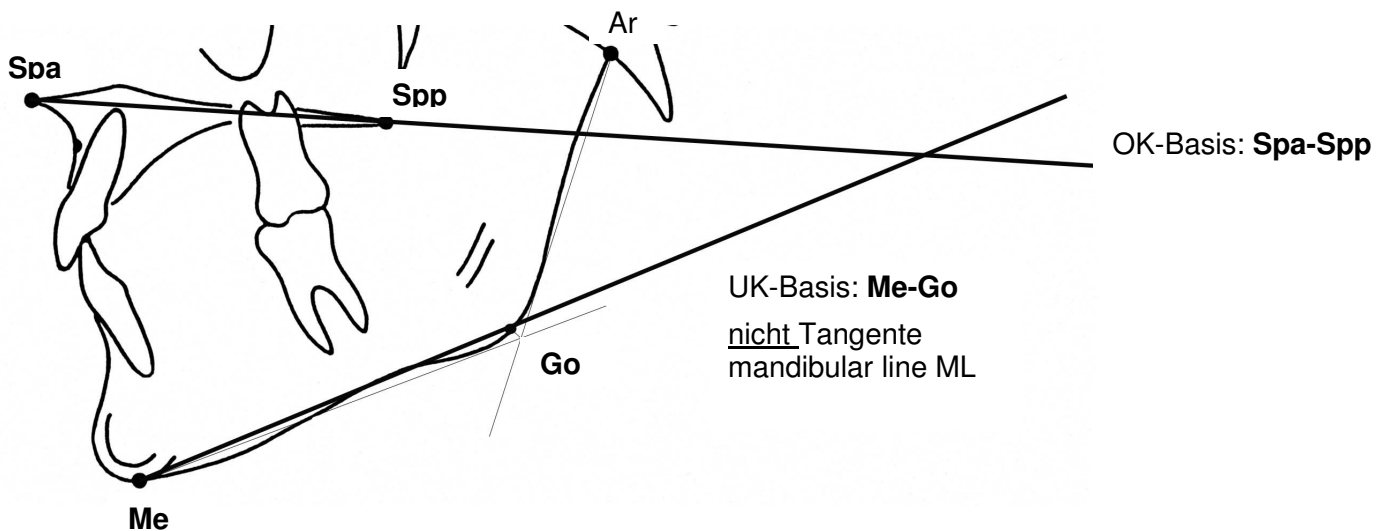 Ar
Spa
Spp
OK-Basis: Spa-Spp
UK-Basis: Me-Go
nicht Tangente
mandibular line ML
Go
Me